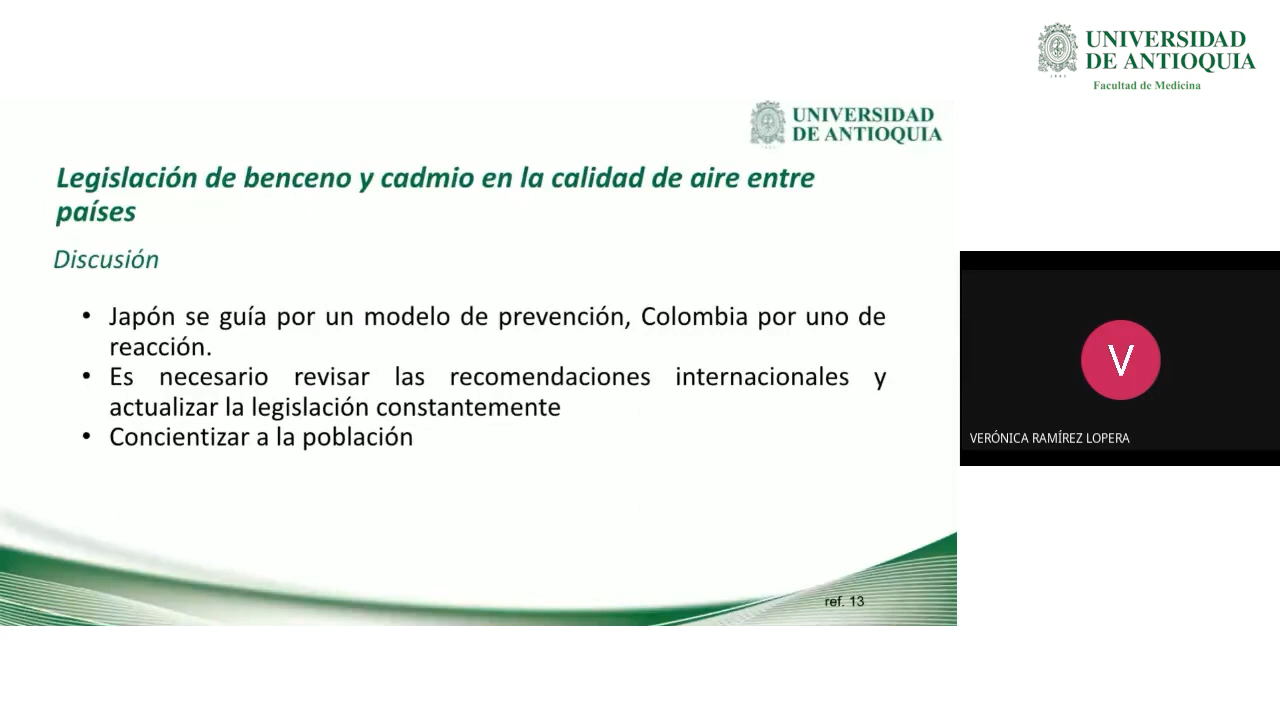 UNIVERSIDAD
DE ANTIOQUIA
Facultad de Medicina
UNIVERSIDAD
DE ANTIOQUIA
Legislación de benceno y cadmio en la calidad de aire entre
países
Discusión
• Japón se guía por un modelo de prevención, Colombia por uno de
reacción.
• Es necesario revisar las recomendaciones internacionales y
actualizar la legislación constantemente
• Concientizar a la población
ref. 13
V
VERÓNICA RAMÍREZ LOPERA